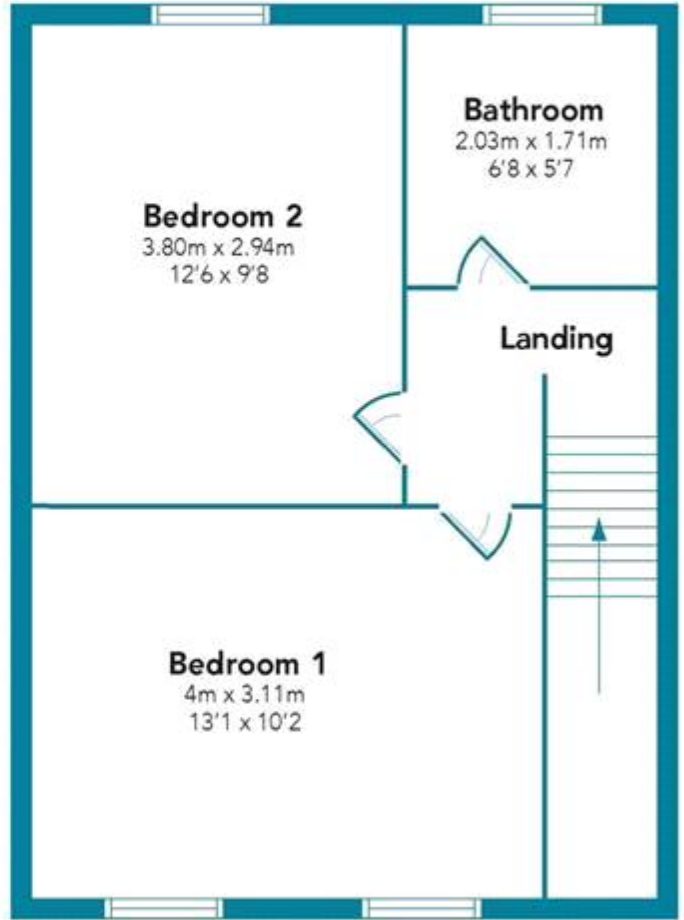 Bathroom
2.03m x 1.71m
6'8 x 5'7
Bedroom 2
3.80m x 2.94m
12'6 x 9'8
Landing
Bedroom 1
4m x 3.11m
13'1 x 10'2